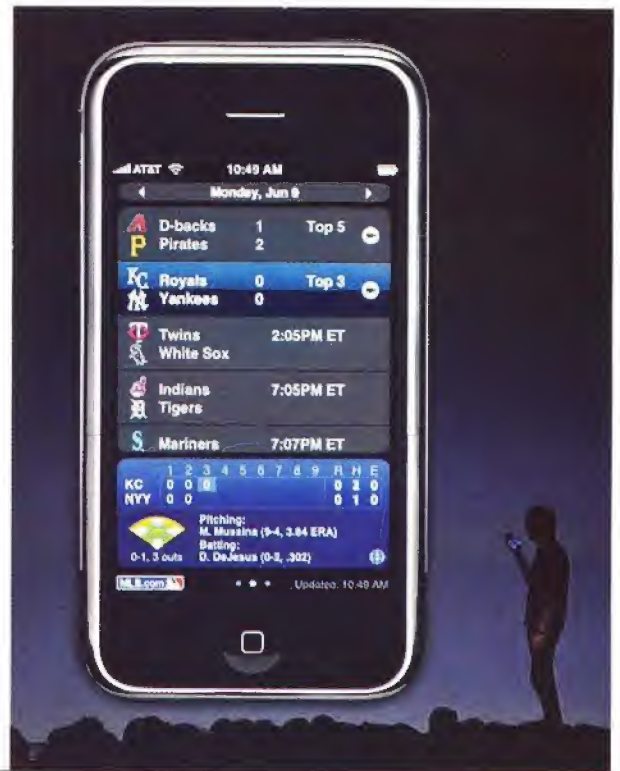 AT&T 10:49 AM
Monday, Jun 9
D-backs 1 Top 5
Pirates 2
Royals 0 Top 3
Yankees 0
Twins 2:05PM ET
White Sox
Indians 7:05PM ET
Tigers
Mariners 7:07PM ET
1 2 3 4 5 6 7 8 9 R H E
KC 0 0 0 0 2 0
NYY 0 0 0 1 0
Pitching:
M. Mussina (9-4, 3.84 ERA)
Batting:
0-1, 3 outs D. DeJesus (0-2, .302)
MLB.com Updated: 10:49 AM